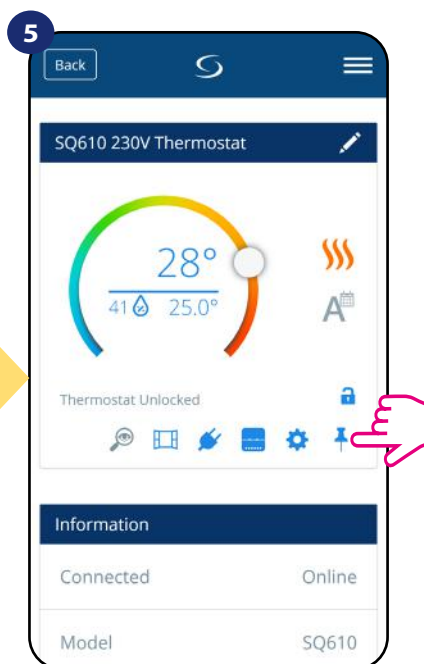 5
Back
SQ610 230V Thermostat
28°
41 25.0°
A
Thermostat Unlocked
Information
Connected Online
Model SQ610